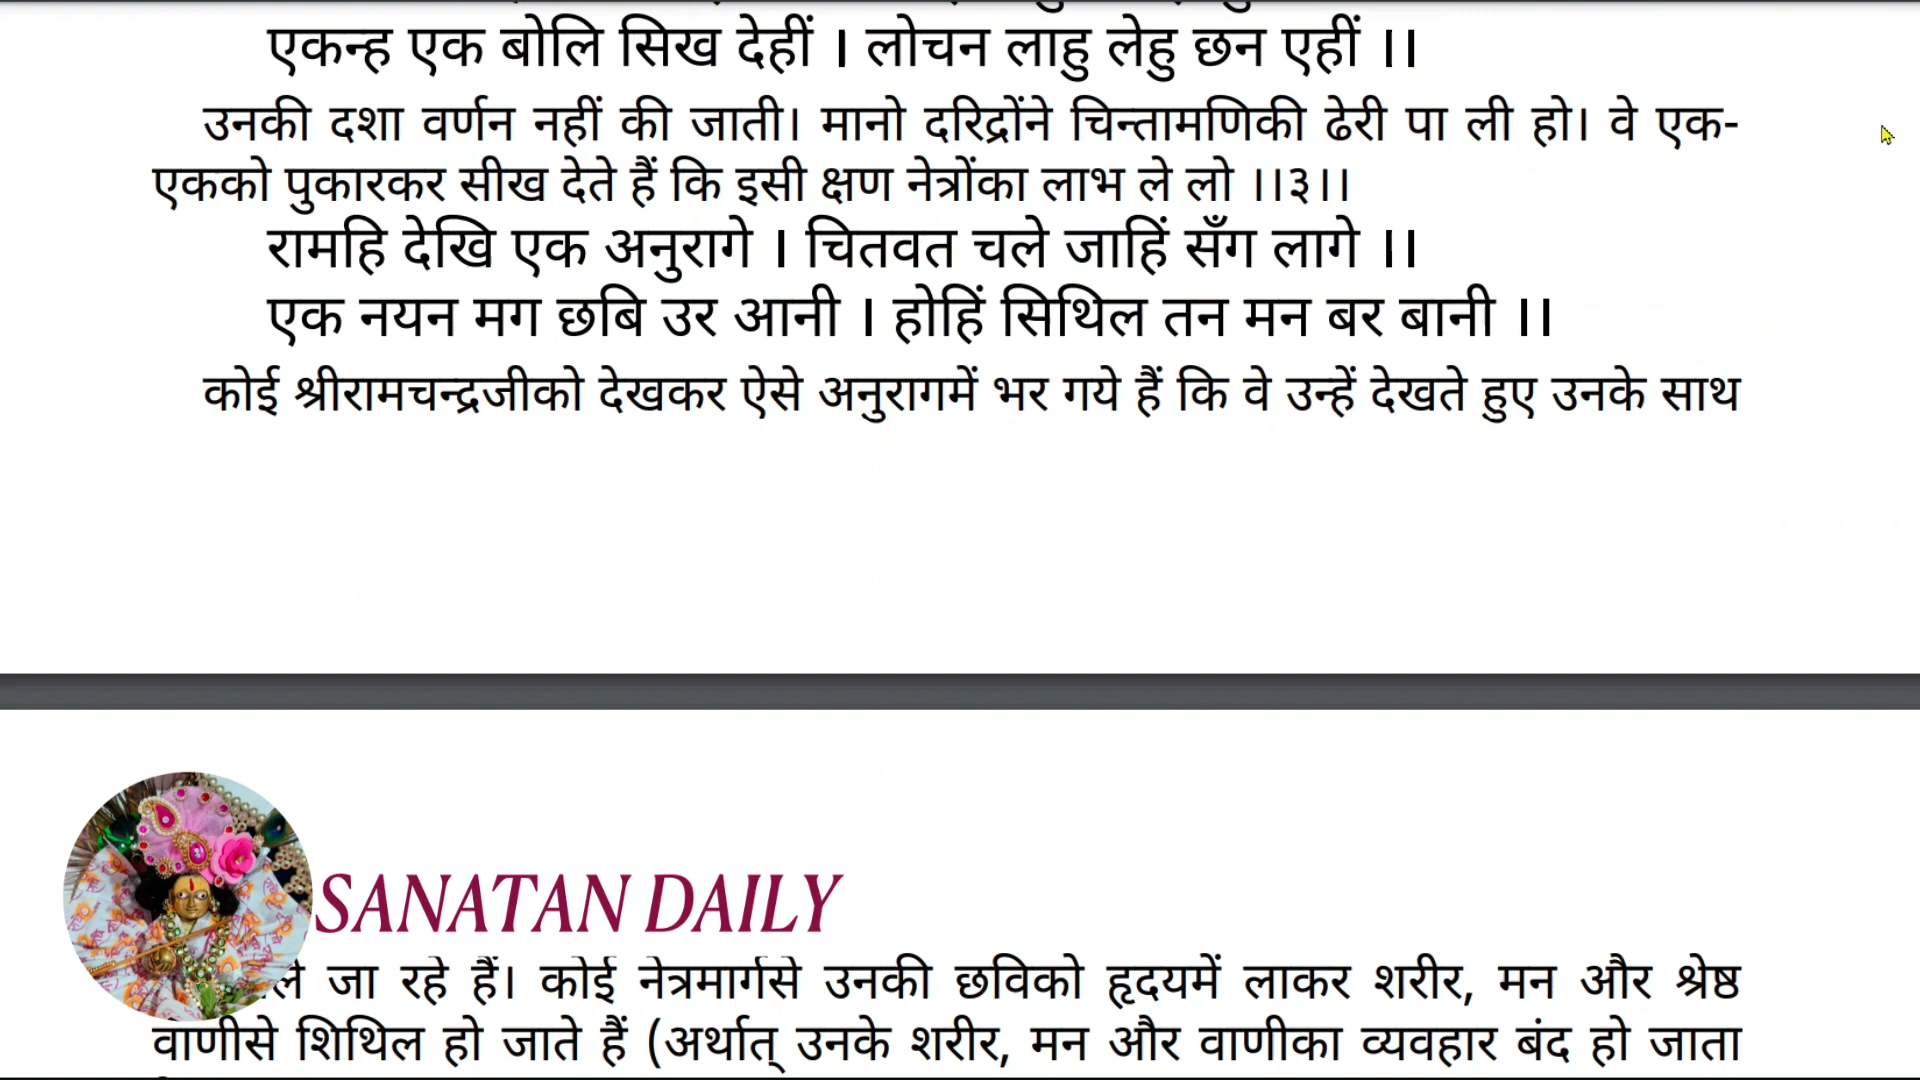 एकन्ह एक बोलि सिख देहीं । लोचन लाहु लेहु छन एहीं ।।
उनकी दशा वर्णन नहीं की जाती। मानो दरिद्रोंने चिन्तामणिकी ढेरी पा ली हो। वे एक-
एकको पुकारकर सीख देते हैं कि इसी क्षण नेत्रोंका लाभ ले लो ।।३।।
रामहि देखि एक अनुरागे । चितवत चले जाहिं सँग लागे ।।
एक नयन मग छबि उर आनी । होहिं सिथिल तन मन बर बानी ।।
कोई श्रीरामचन्द्रजीको देखकर ऐसे अनुरागमें भर गये हैं कि वे उन्हें देखते हुए उनके साथ
SANATAN DAILY
जा रहे हैं। कोई नेत्रमार्गसे उनकी छविको हृदयमें लाकर शरीर, मन और श्रेष्ठ
वाणीसे शिथिल हो जाते हैं (अर्थात् उनके शरीर, मन और वाणीका व्यवहार बंद हो जाता